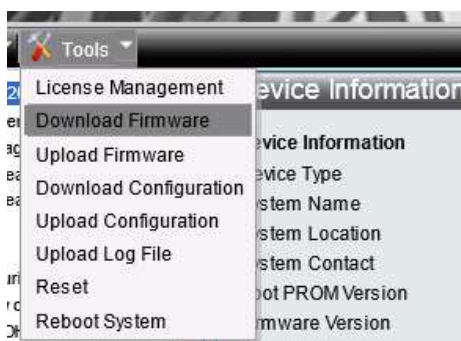 Tools
License Management
Download Firmware
Upload Firmware
Download Configuration
Upload Configuration
Upload Log File
Reset
Reboot System
evice Information
vice Information
evice Type
stem Name
stem Location
stem Contact
ot PROM Version
mware Version